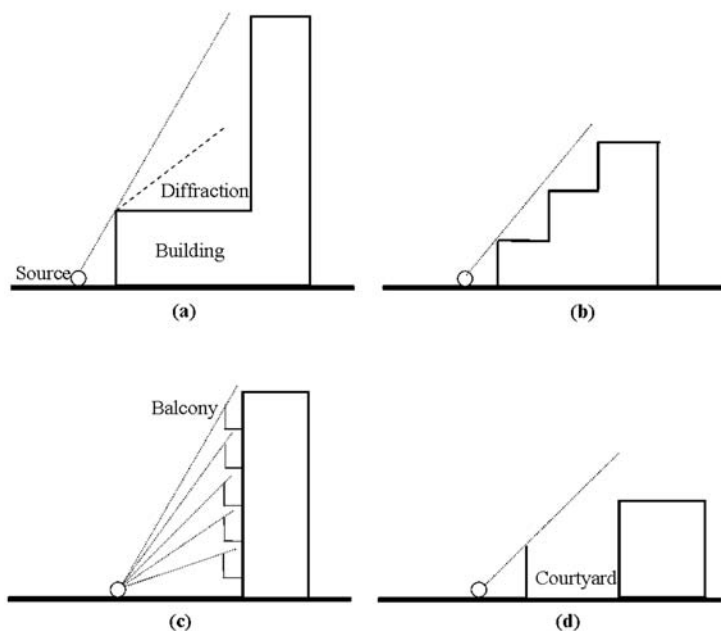 Diffraction
Building
Source
(a)
(b)
Balcony
(c)
Courtyard
(d)